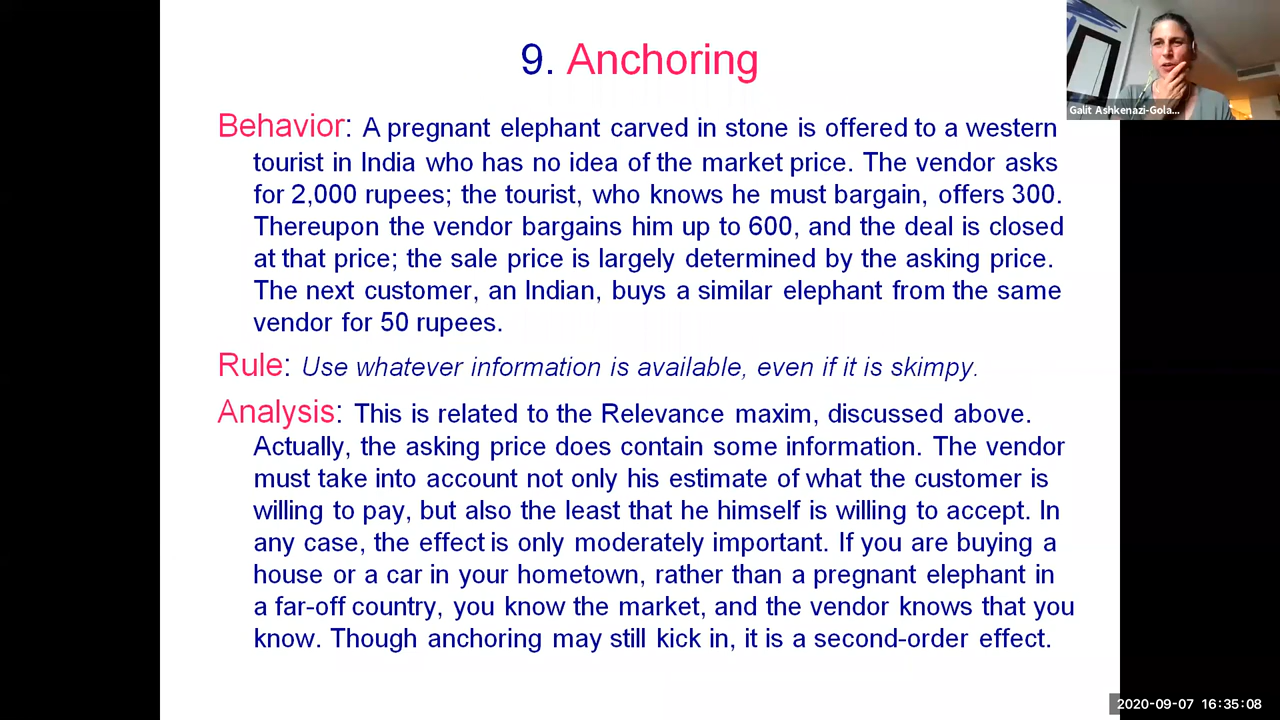 9. Anchoring
Galit Ashkenazi-Gola...
Behavior: A pregnant elephant carved in stone is offered to a western
tourist in India who has no idea of the market price. The vendor asks
for 2,000 rupees; the tourist, who knows he must bargain, offers 300.
Thereupon the vendor bargains him up to 600, and the deal is closed
at that price; the sale price is largely determined by the asking price.
The next customer, an Indian, buys a similar elephant from the same
vendor for 50 rupees.
Rule: Use whatever information is available, even if it is skimpy.
Analysis: This is related to the Relevance maxim, discussed above.
Actually, the asking price does contain some information. The vendor
must take into account not only his estimate of what the customer is
willing to pay, but also the least that he himself is willing to accept. In
any case, the effect is only moderately important. If you are buying a
house or a car in your hometown, rather than a pregnant elephant in
a far-off country, you know the market, and the vendor knows that you
know. Though anchoring may still kick in, it is a second-order effect.
2020-09-07 16:35:08